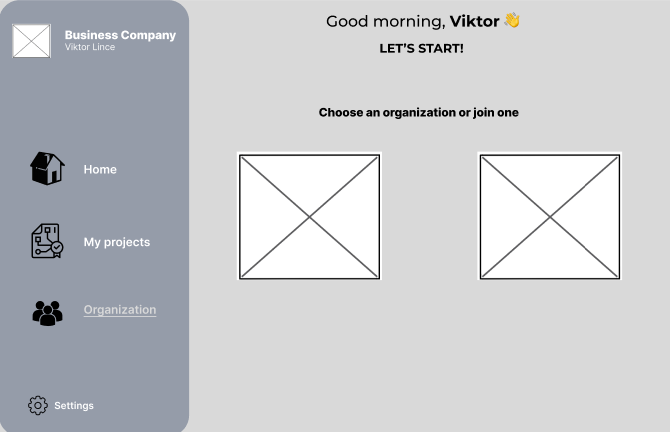 Business Company
Viktor Lince
Home
My projects
Organization
Settings
Good morning, Viktor 👋
LET’S START!
Choose an organization or join one